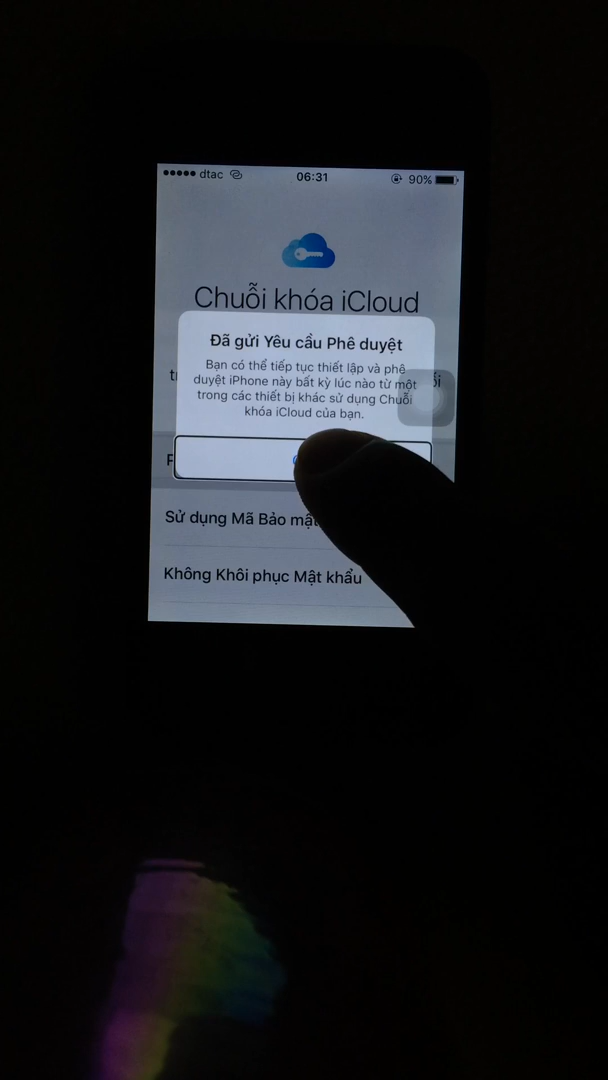 dtac 06:31 90%
Chuỗi khóa iCloud
Đã gửi Yêu cầu Phê duyệt
Bạn có thể tiếp tục thiết lập và phê
duyệt iPhone này bất kỳ lúc nào từ một
trong các thiết bị khác sử dụng Chuỗi
khóa iCloud của bạn.
Sử dụng Mã Bảo mật
Không Khôi phục Mật khẩu